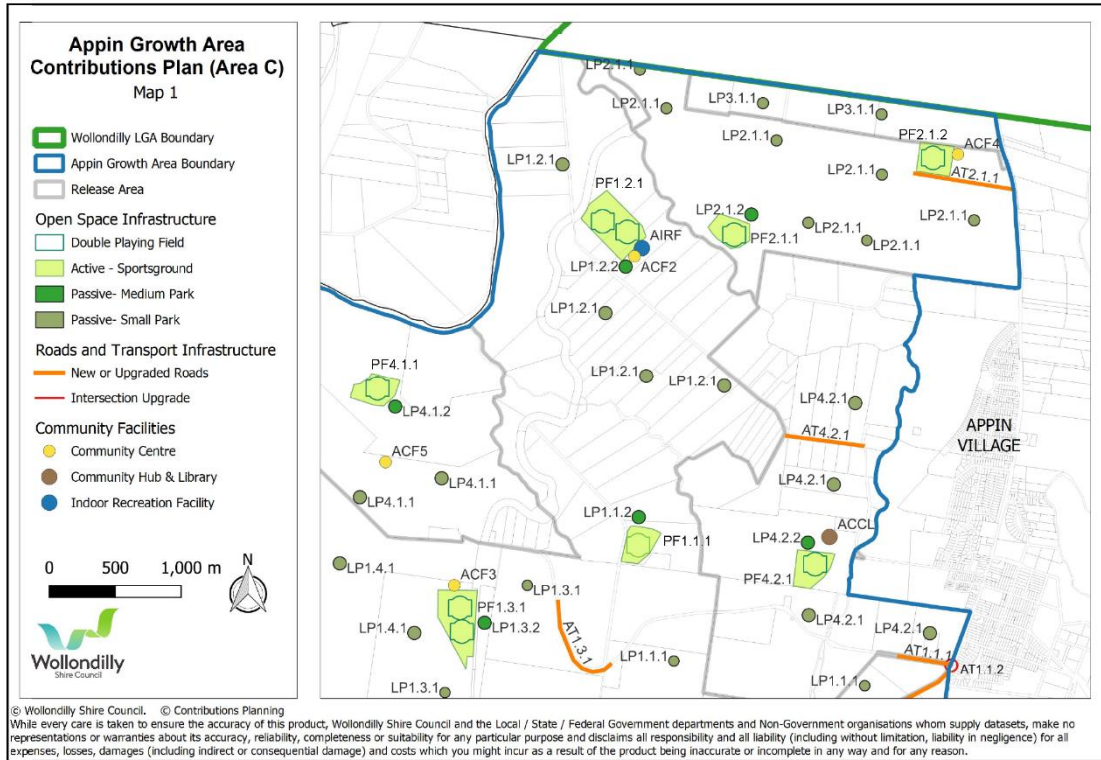 Appin Growth Area
Contributions Plan (Area C)
Map 1
Wollondilly LGA Boundary
Appin Growth Area Boundary
Release Area
Open Space Infrastructure
Double Playing Field
Active - Sportsground
Passive- Medium Park
Passive- Small Park
Roads and Transport Infrastructure
New or Upgraded Roads
Intersection Upgrade
Community Facilities
Community Centre
Community Hub & Library
Indoor Recreation Facility
0 500 1,000 m
N
Wollondilly
Shire Council
LP2.1.1
LP2.1.1
LP3.1.1
LP3.1.1
LP2.1.1
PF2.1.2
ACF4
LP1.2.1
LP2.1.1
AT2.1.1
PF1.2.1
LP2.1.2
LP2.1.1
LP2.1.1
AIRF
PF2.1.1
LP2.1.1
ACF2
LP1.2.2
LP1.2.1
PF4.1.1
LP1.2.1
LP1.2.1
LP4.1.2
LP4.2.1
APPIN
VILLAGE
AT4.2.1
ACF5
LP4.1.1
LP4.2.1
LP4.1.1
LP1.1.2
ACCL
LP4.2.2
PF1.1.1
LP1.4.1
ACF3
PF4.2.1
LP1.3.1
PF1.3.1
LP1.3.2
LP1.4.1
LP4.2.1
LP4.2.1
AT1.3.1
AT1.1.1
LP1.1.1
AT1.1.2
LP1.1.1
LP1.3.1
© Wollondilly Shire Council. © Contributions Planning
While every care is taken to ensure the accuracy of this product, Wollondilly Shire Council and the Local / State / Federal Government departments and Non-Government organisations whom supply datasets, make no
representations or warranties about its accuracy, reliability, completeness or suitability for any particular purpose and disclaims all responsibility and all liability (including without limitation, liability in negligence) for all
expenses, losses, damages (including indirect or consequential damage) and costs which you might incur as a result of the product being inaccurate or incomplete in any way and for any reason.